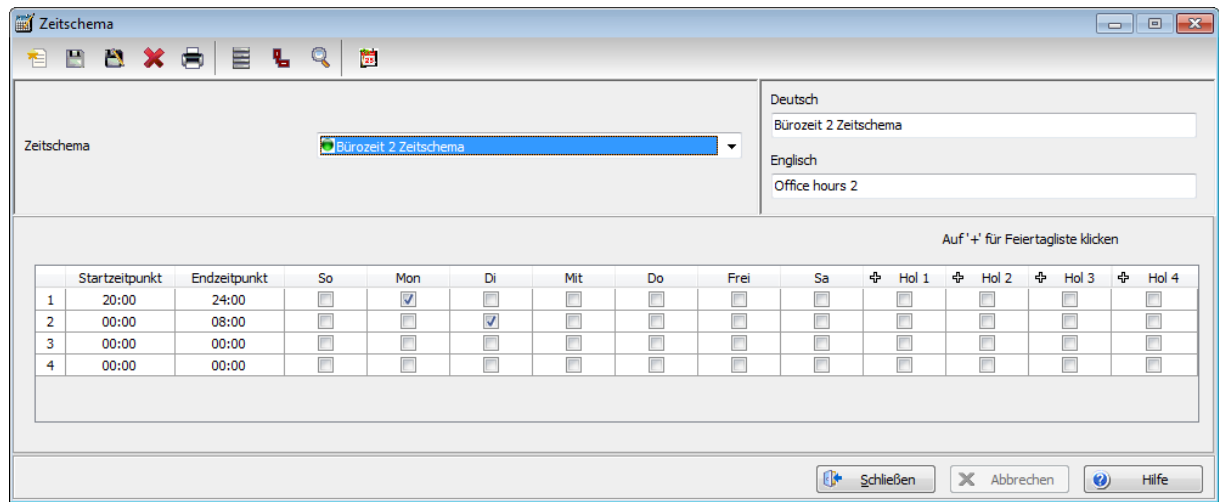 Zeitschema
Deutsch
Bürozeit 2 Zeitschema
Zeitschema
Bürozeit 2 Zeitschema
Englisch
Office hours 2
Auf '+' für Feiertagliste klicken
Startzeitpunkt Endzeitpunkt So Mon Di Mit Do Frei Sa Hol 1 Hol 2 Hol 3 Hol 4
1 20:00 24:00
2 00:00 08:00
3 00:00 00:00
4 00:00 00:00
Schließen Abbrechen Hilfe